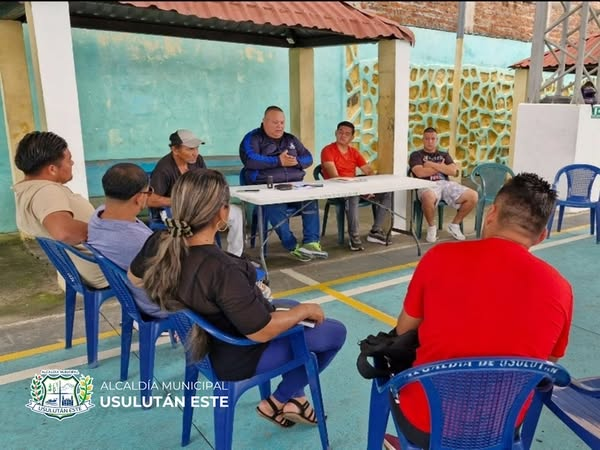 ALCALDÍA DE USULUTÁN
ALCALDÍA MUNICIPAL
USULUTÁN ESTE